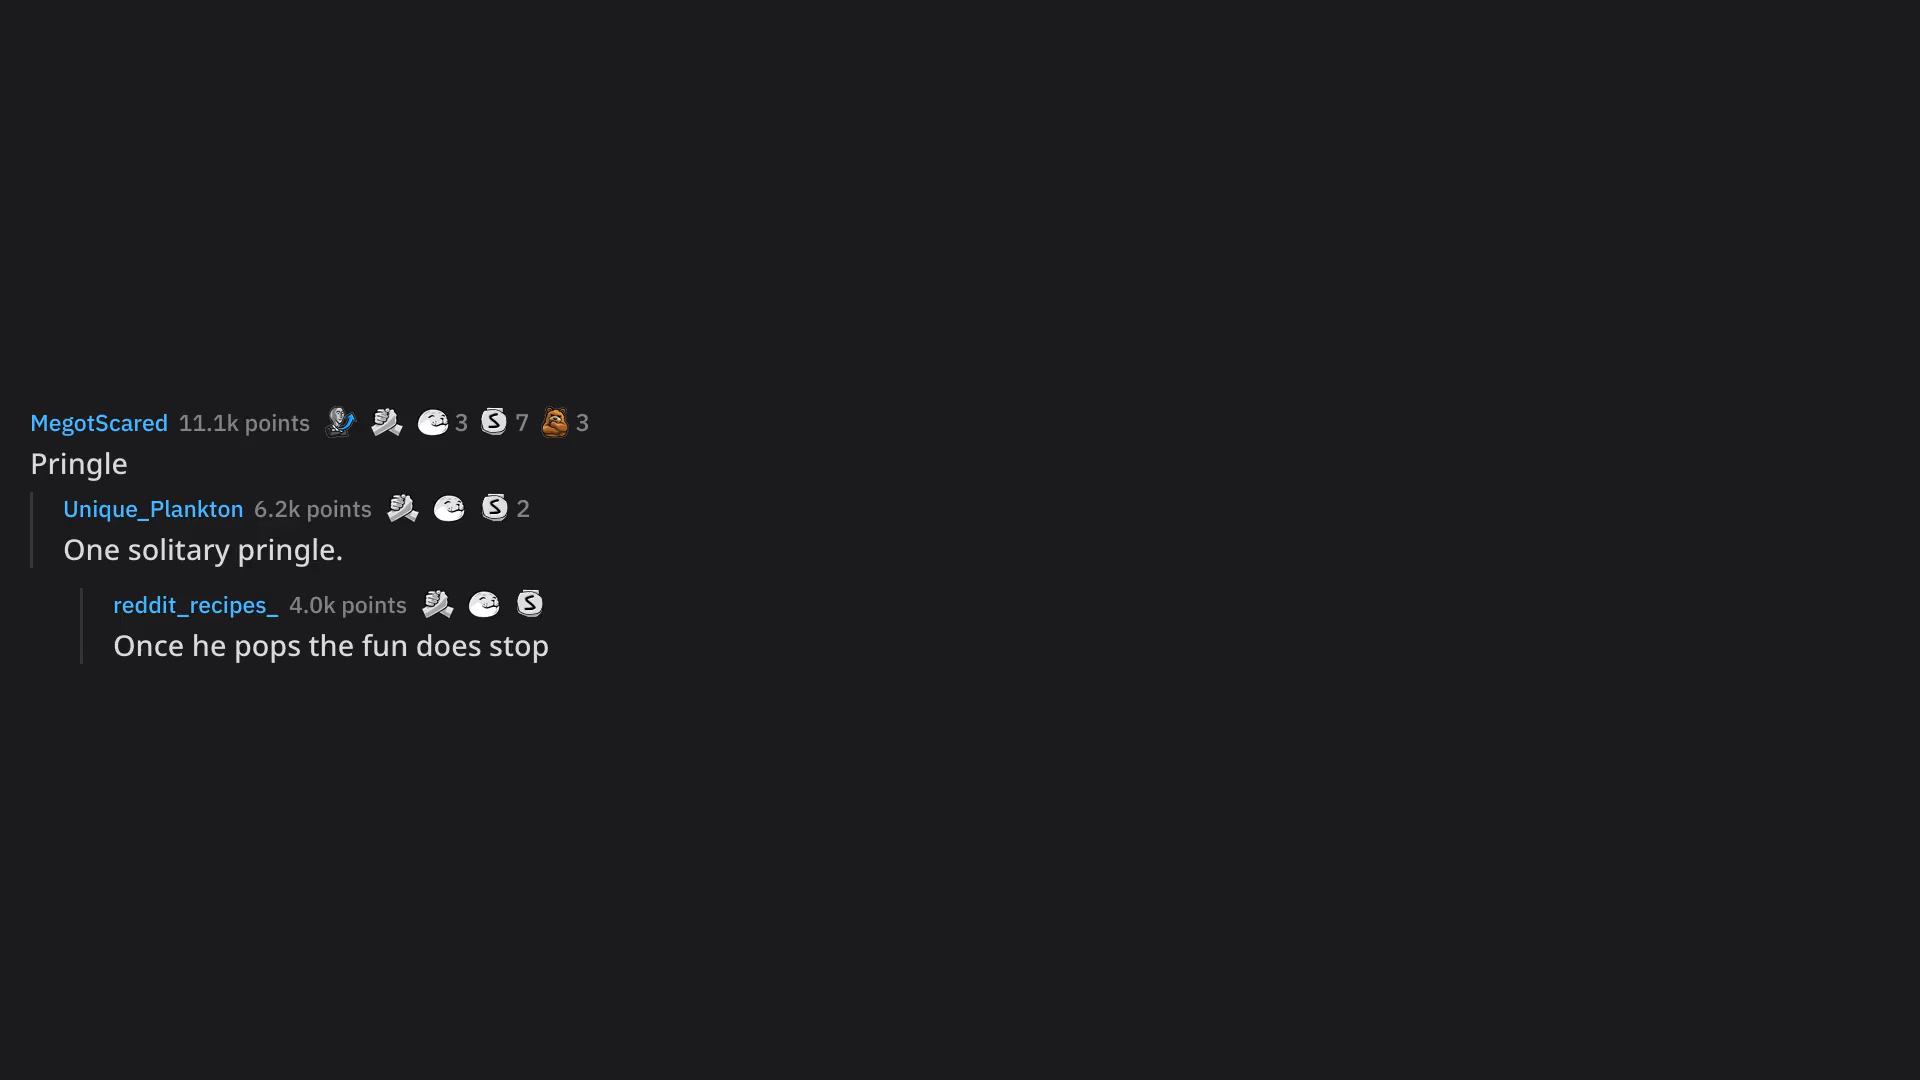 MegotScared 11.1k points 3 7 3
Pringle
Unique_Plankton 6.2k points 2
One solitary pringle.
reddit_recipes_ 4.0k points
Once he pops the fun does stop